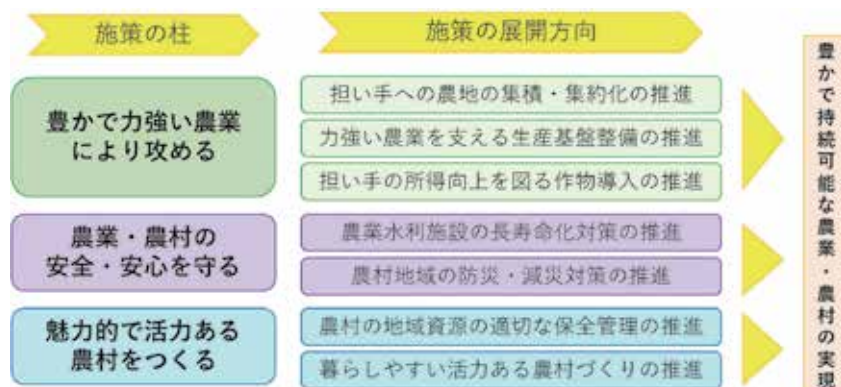 施策の柱
施策の展開方向
豊かで力強い農業
により攻める
担い手への農地の集積・集約化の推進
力強い農業を支える生産基盤整備の推進
担い手の所得向上を図る作物導入の推進
農業・農村の
安全・安心を守る
農業水利施設の長寿命化対策の推進
農村地域の防災・減災対策の推進
魅力的で活力ある
農村をつくる
農村の地域資源の適切な保全管理の推進
暮らしやすい活力ある農村づくりの推進
豊かで持続可能な農業・農村の実現